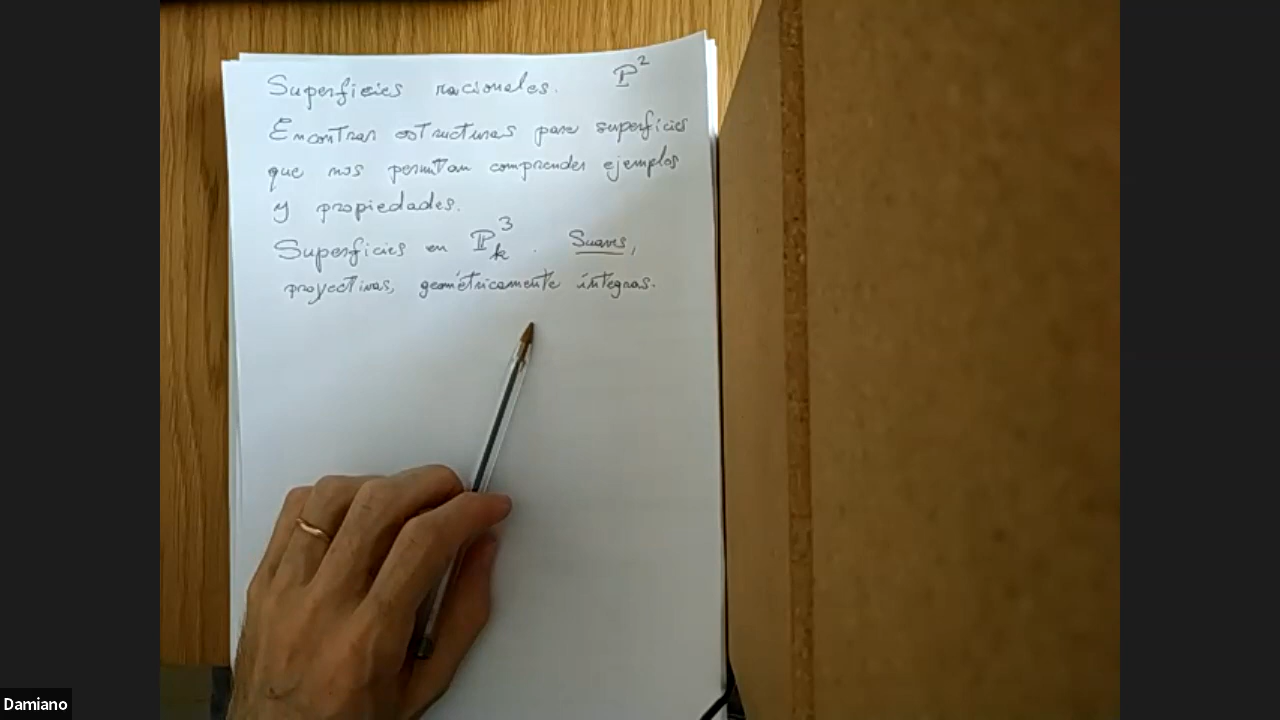 Superficies racionales. ℙ²
Encontrar estructuras para superficies
que nos permitan comprender ejemplos
y propiedades.
Superficies en ℙ³ₖ. Suaves,
proyectivas, geométricamente íntegras.
Damiano